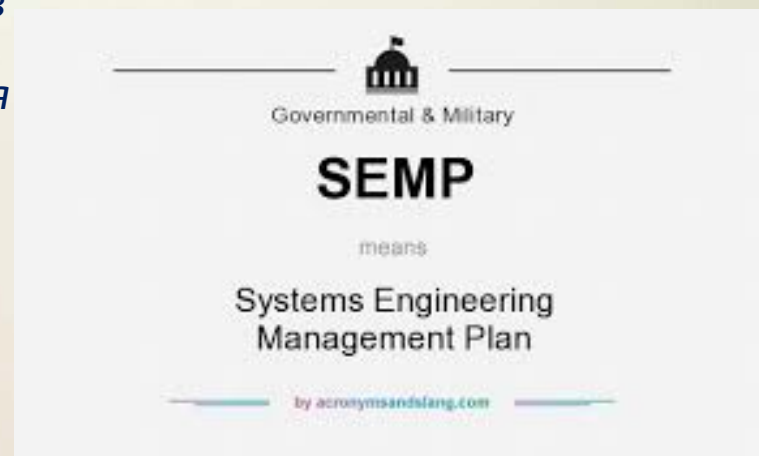 Governmental & Military
SEMP
means
Systems Engineering
Management Plan
by acronymsandslang.com